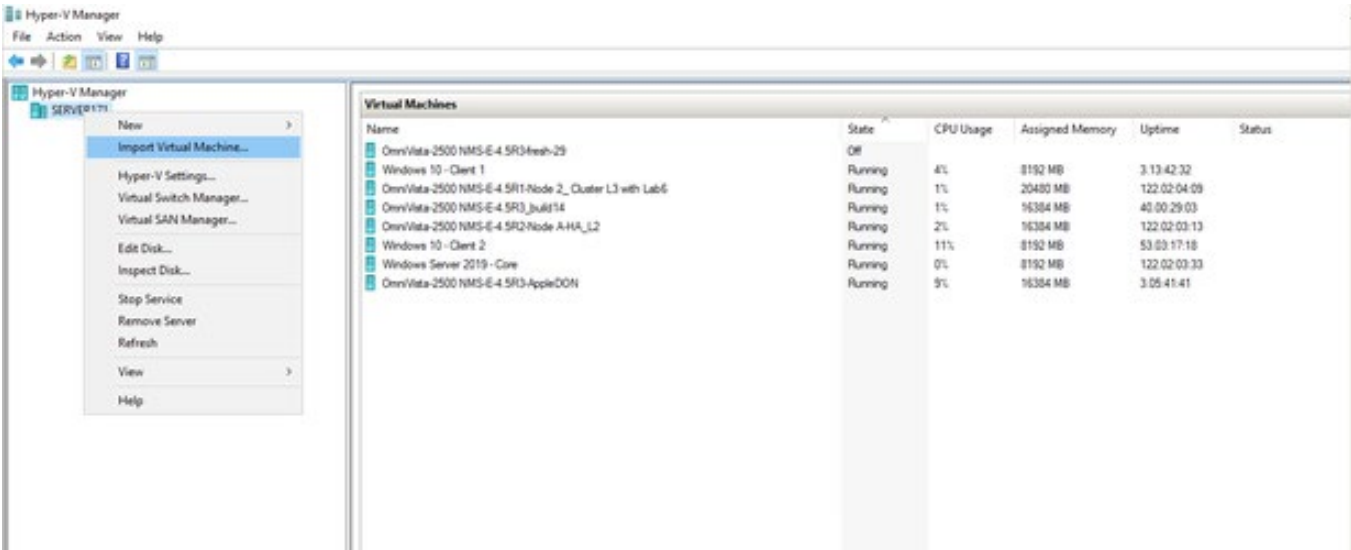 Hyper-V Manager
File Action View Help
Hyper-V Manager
SERVER171
New
Import Virtual Machine...
Hyper-V Settings...
Virtual Switch Manager...
Virtual SAN Manager...
Edit Disk...
Inspect Disk...
Stop Service
Remove Server
Refresh
View
Help
Virtual Machines
Name State CPU Usage Assigned Memory Uptime Status
OmniVista-2500 NMS-E-4.5R3-fresh-29 Off
Windows 10 - Client 1 Running 4% 8192 MB 3.13:42:32
OmniVista-2500 NMS-E-4.5R1-Node 2_ Cluster L3 with Lab6 Running 1% 20480 MB 122.02:04:09
OmniVista-2500 NMS-E-4.5R3_build14 Running 1% 16384 MB 40.00:29:03
OmniVista-2500 NMS-E-4.5R2-Node A-HA_L2 Running 2% 16384 MB 122.02:03:13
Windows 10 - Client 2 Running 11% 8192 MB 53.03:17:18
Windows Server 2019 - Core Running 0% 8192 MB 122.02:03:33
OmniVista-2500 NMS-E-4.5R3-AppleDON Running 9% 16384 MB 3.05:41:41